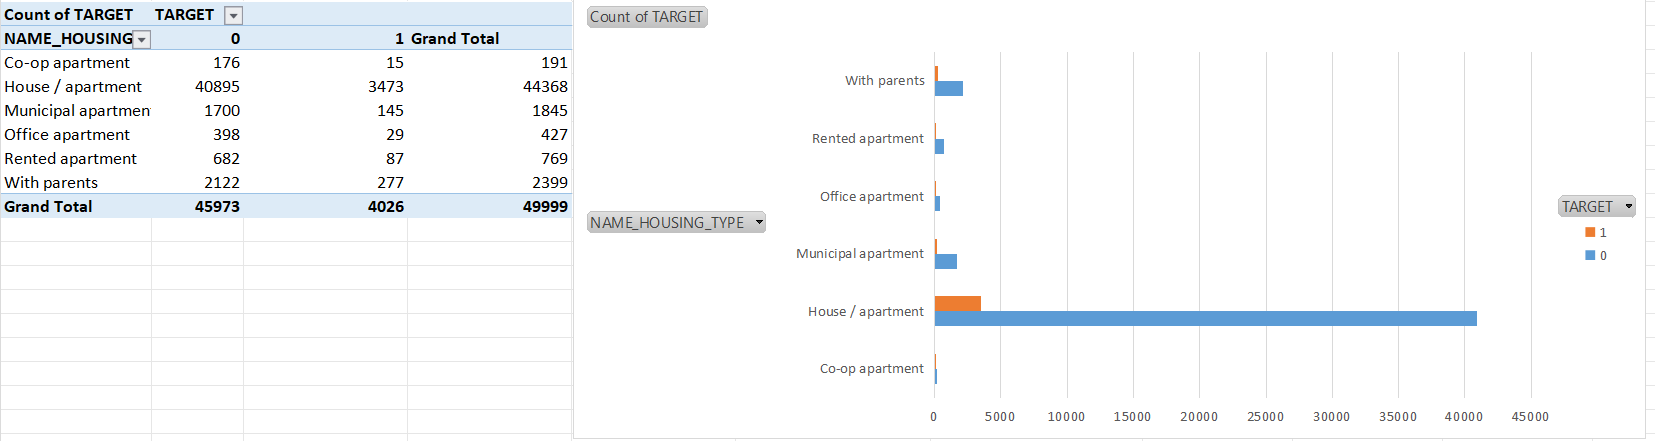 Count of TARGET TARGET
NAME_HOUSING 0 1 Grand Total
Co-op apartment 176 15 191
House / apartment 40895 3473 44368
Municipal apartmen 1700 145 1845
Office apartment 398 29 427
Rented apartment 682 87 769
With parents 2122 277 2399
Grand Total 45973 4026 49999
Count of TARGET
With parents
Rented apartment
Office apartment
NAME_HOUSING_TYPE
Municipal apartment
House / apartment
Co-op apartment
0 5000 10000 15000 20000 25000 30000 35000 40000 45000
TARGET
1
0